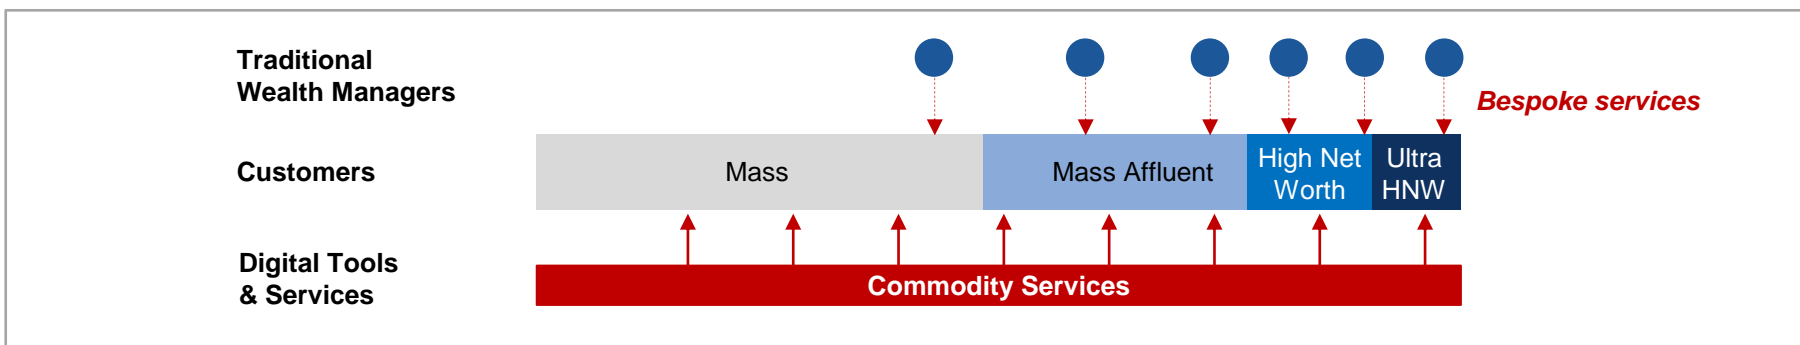 Traditional
Wealth Managers
Bespoke services
Customers
Mass
Mass Affluent
High Net
Worth
Ultra
HNW
Digital Tools
& Services
Commodity Services